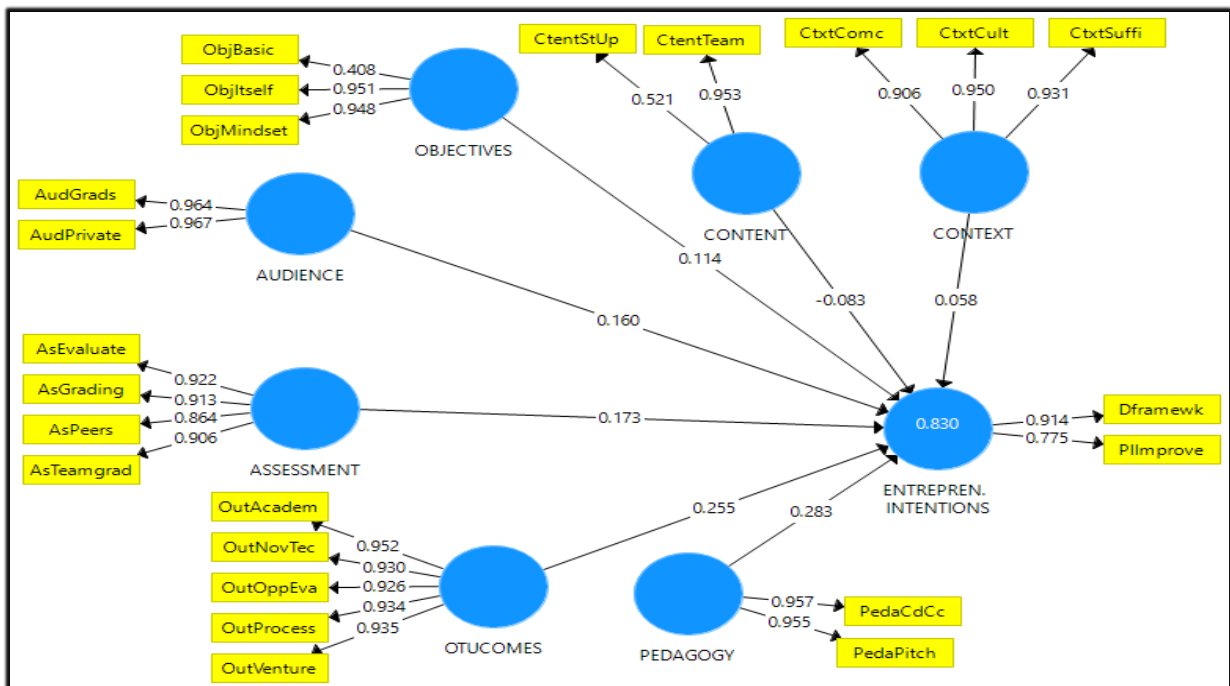 ObjBasic
0.408
ObjItself
0.951
ObjMindset
0.948
OBJECTIVES
CtentStUp
CtentTeam
0.521
0.953
CONTENT
CtxtComc
CtxtCult
CtxtSuffi
0.906
0.950
0.931
CONTEXT
AudGrads
0.964
AudPrivate
0.967
AUDIENCE
0.114
-0.083
0.058
0.160
AsEvaluate
0.922
AsGrading
0.913
AsPeers
0.864
AsTeamgrad
0.906
ASSESSMENT
0.173
0.830
ENTREPREN.
INTENTIONS
0.914
Dframewk
0.775
PIImprove
OutAcadem
0.952
OutNovTec
0.930
OutOppEva
0.926
OutProcess
0.934
OutVenture
0.935
OTUCOMES
0.255
0.283
PEDAGOGY
0.957
PedaCdCc
0.955
PedaPitch